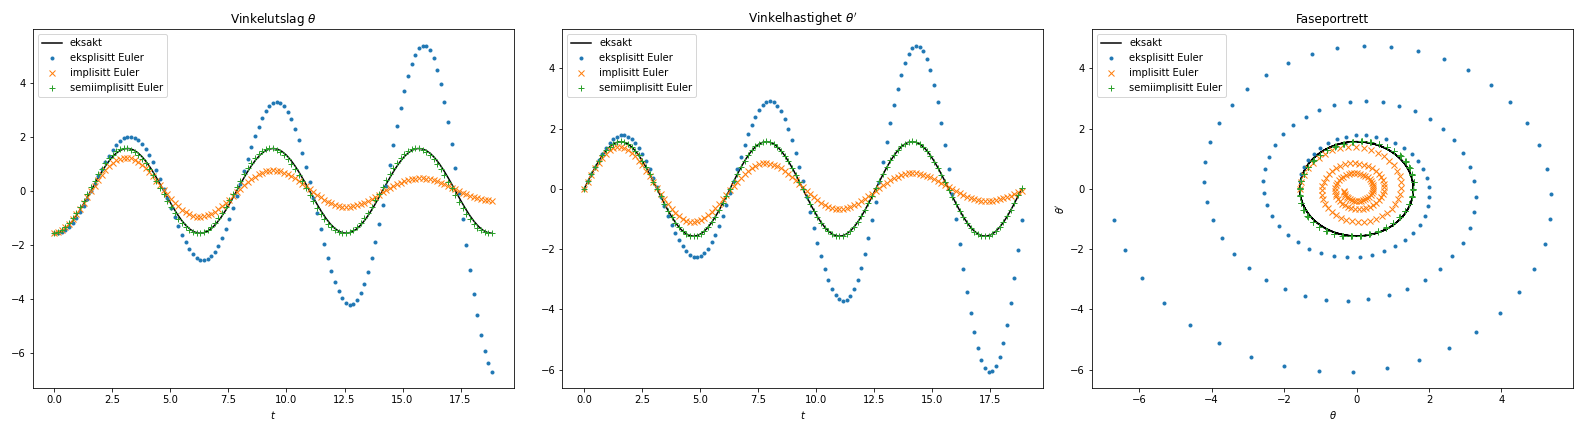 Vinkelutslag θ
eksakt
eksplisitt Euler
implisitt Euler
semiimplisitt Euler
4
2
0
−2
−4
−6
0.0 2.5 5.0 7.5 10.0 12.5 15.0 17.5
t
Vinkelhastighet θ′
eksakt
eksplisitt Euler
implisitt Euler
semiimplisitt Euler
4
2
0
−2
−4
−6
0.0 2.5 5.0 7.5 10.0 12.5 15.0 17.5
t
Faseportrett
eksakt
eksplisitt Euler
implisitt Euler
semiimplisitt Euler
θ′
4
2
0
−2
−4
−6
−6 −4 −2 0 2 4
θ